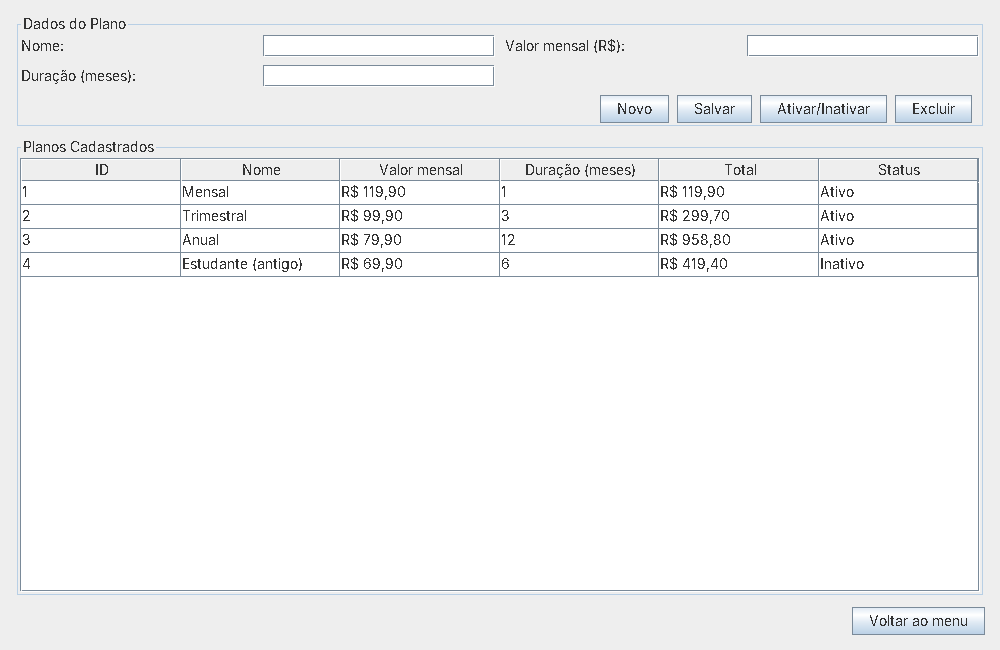 Dados do Plano
Nome: Valor mensal (R$):
Duração (meses):
Novo Salvar Ativar/Inativar Excluir
Planos Cadastrados
ID Nome Valor mensal Duração (meses) Total Status
1 Mensal R$ 119,90 1 R$ 119,90 Ativo
2 Trimestral R$ 99,90 3 R$ 299,70 Ativo
3 Anual R$ 79,90 12 R$ 958,80 Ativo
4 Estudante (antigo) R$ 69,90 6 R$ 419,40 Inativo
Voltar ao menu